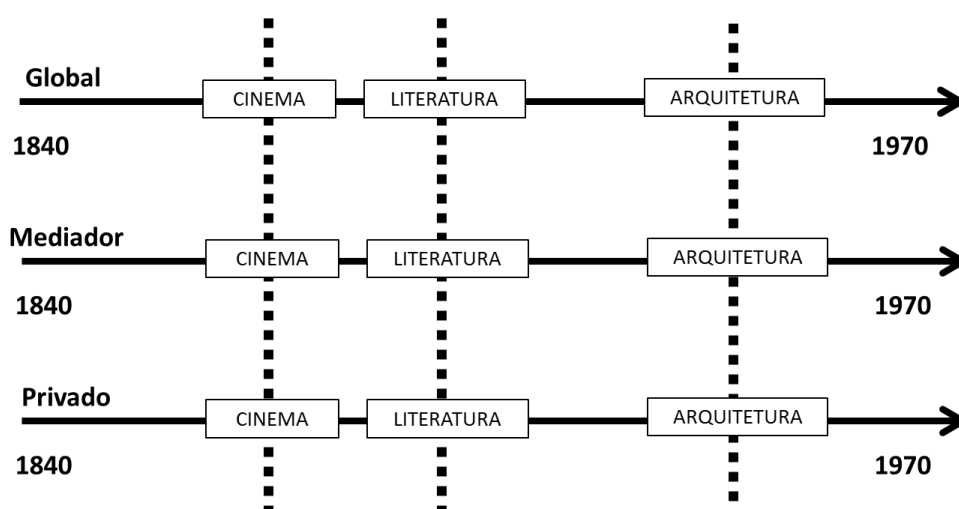 Global
CINEMA LITERATURA ARQUITETURA
1840 1970
Mediador
CINEMA LITERATURA ARQUITETURA
1840 1970
Privado
CINEMA LITERATURA ARQUITETURA
1840 1970